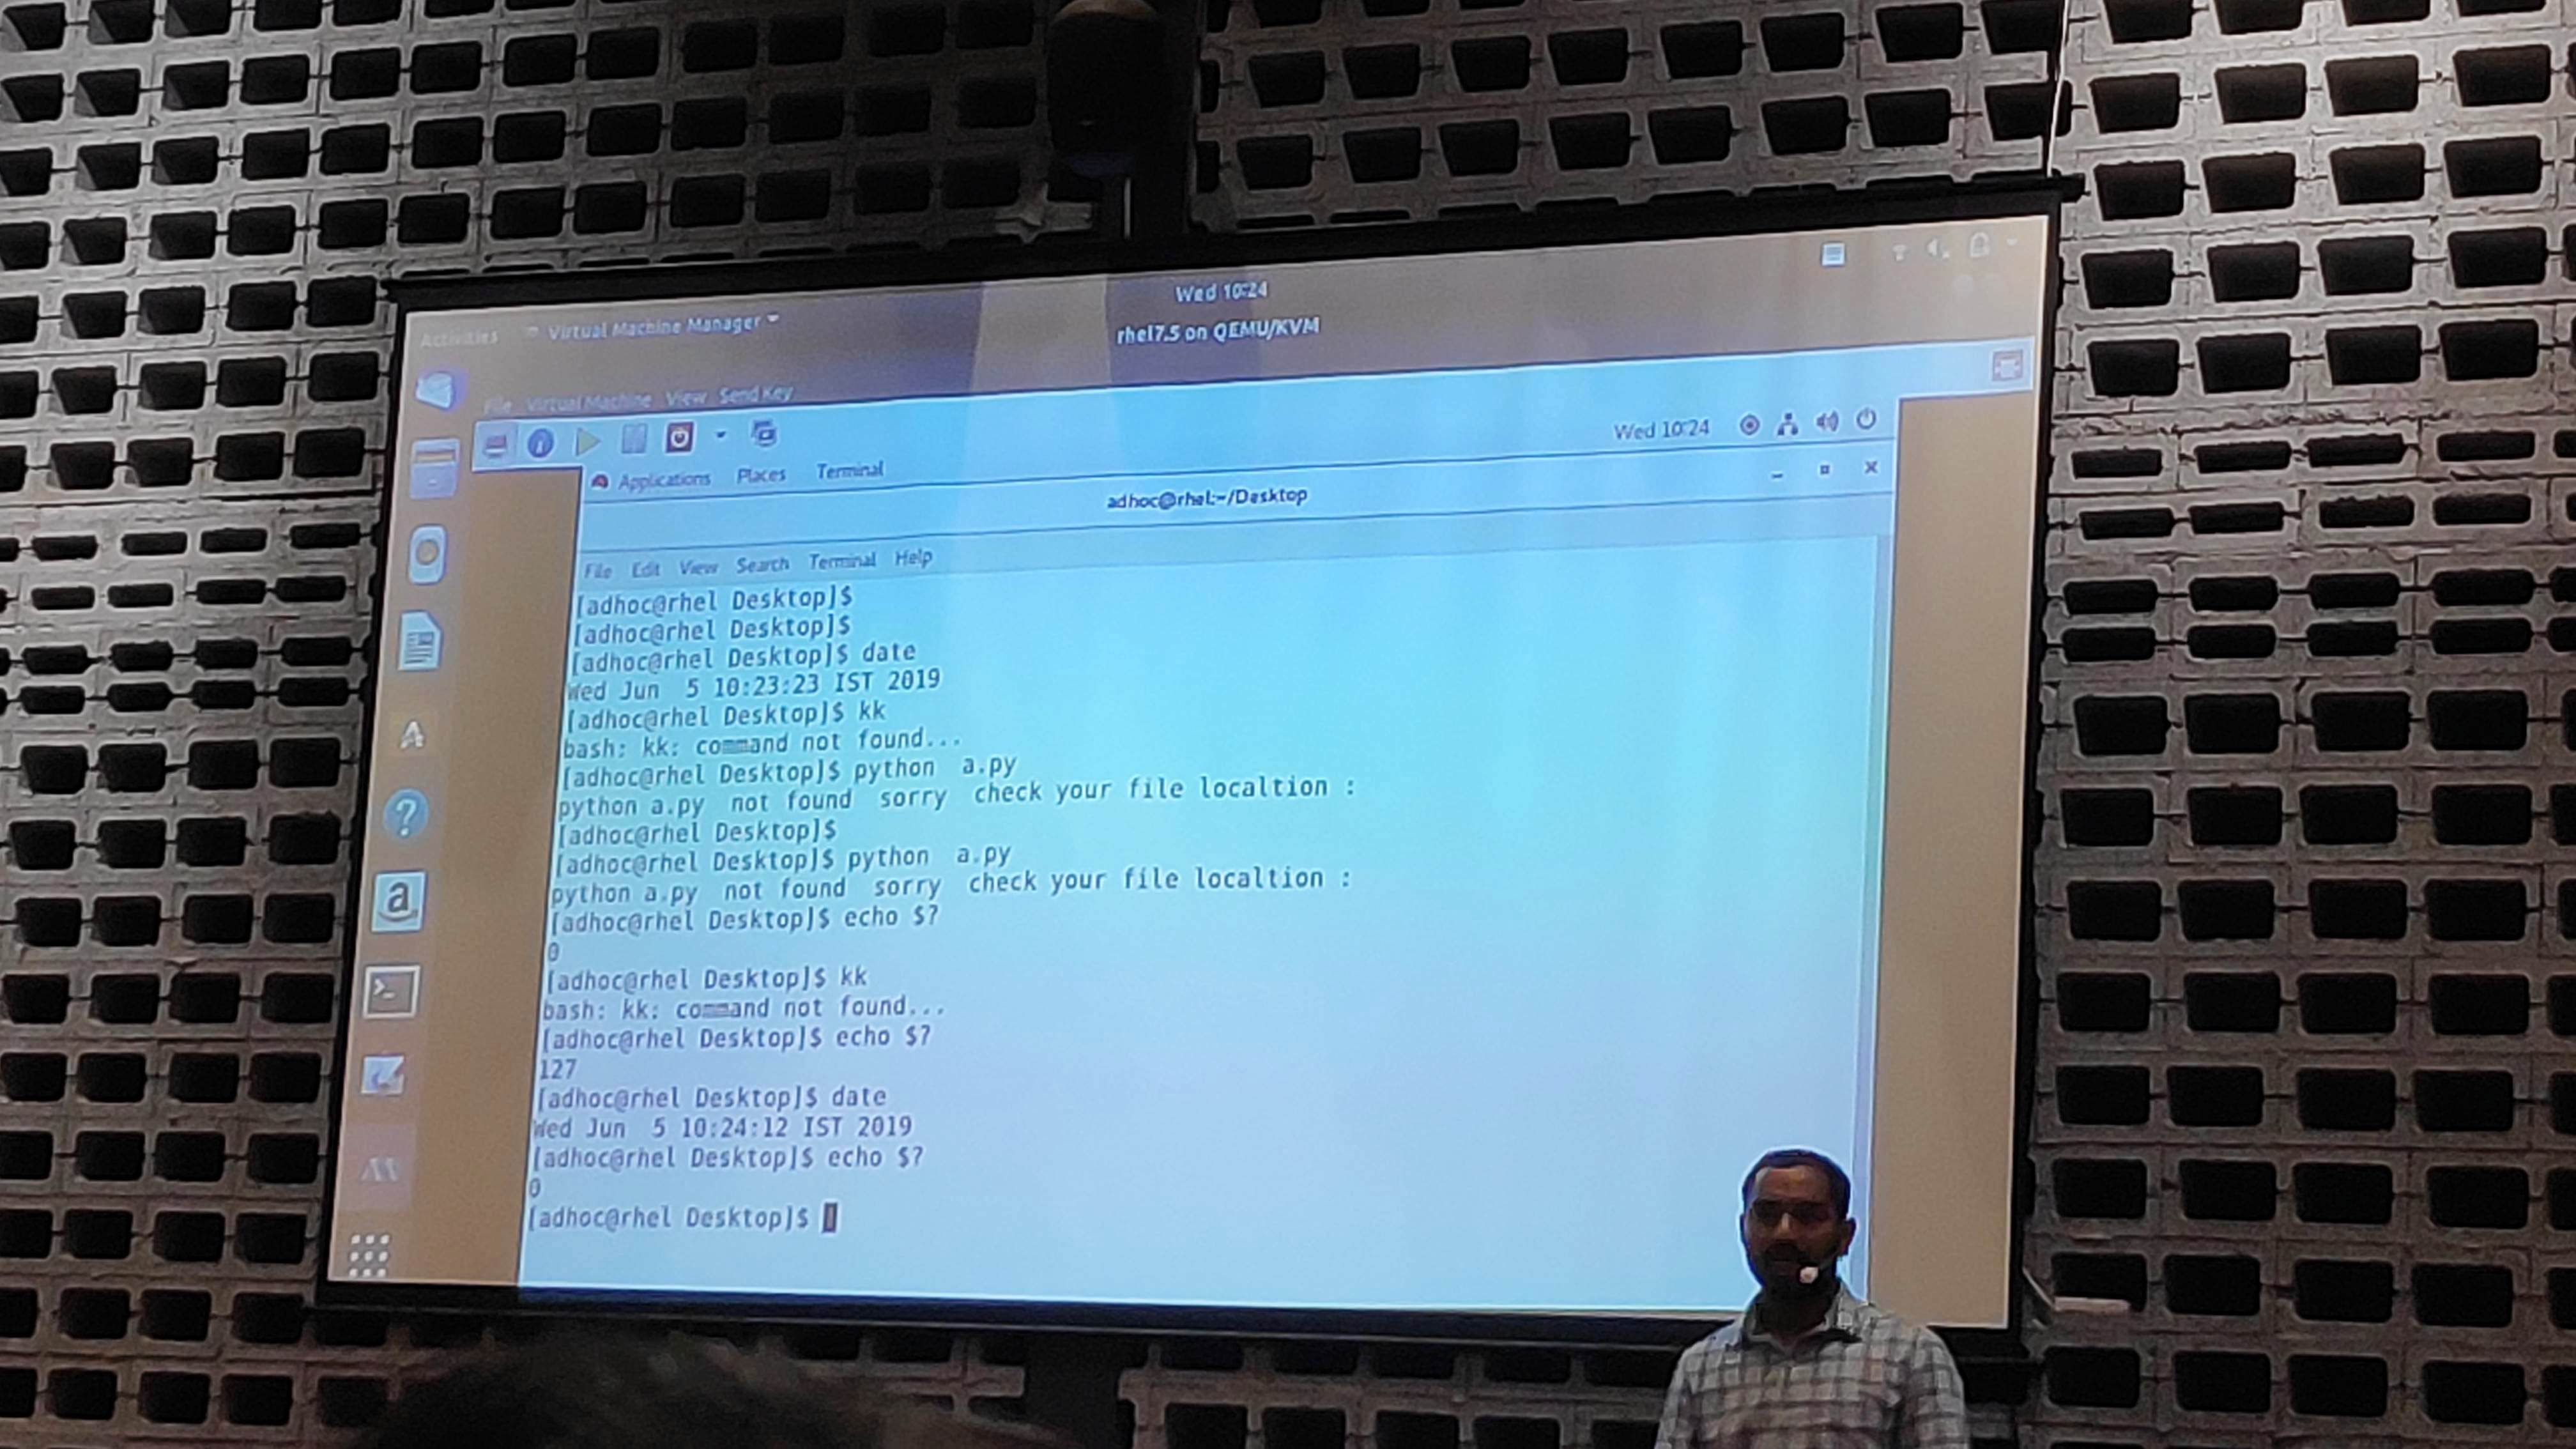 Wed 10:24
Activities Virtual Machine Manager
rhel7.5 on QEMU/KVM
File Virtual Machine View Send Key
Wed 10:24
Applications Places Terminal
adhoc@rhel:~/Desktop
File Edit View Search Terminal Help
[adhoc@rhel Desktop]$
[adhoc@rhel Desktop]$
[adhoc@rhel Desktop]$ date
Wed Jun  5 10:23:23 IST 2019
[adhoc@rhel Desktop]$ kk
bash: kk: command not found...
[adhoc@rhel Desktop]$ python  a.py
python a.py  not found  sorry  check your file localtion :
[adhoc@rhel Desktop]$
[adhoc@rhel Desktop]$ python  a.py
python a.py  not found  sorry  check your file localtion :
[adhoc@rhel Desktop]$ echo $?
0
[adhoc@rhel Desktop]$ kk
bash: kk: command not found...
[adhoc@rhel Desktop]$ echo $?
127
[adhoc@rhel Desktop]$ date
Wed Jun  5 10:24:12 IST 2019
[adhoc@rhel Desktop]$ echo $?
0
[adhoc@rhel Desktop]$